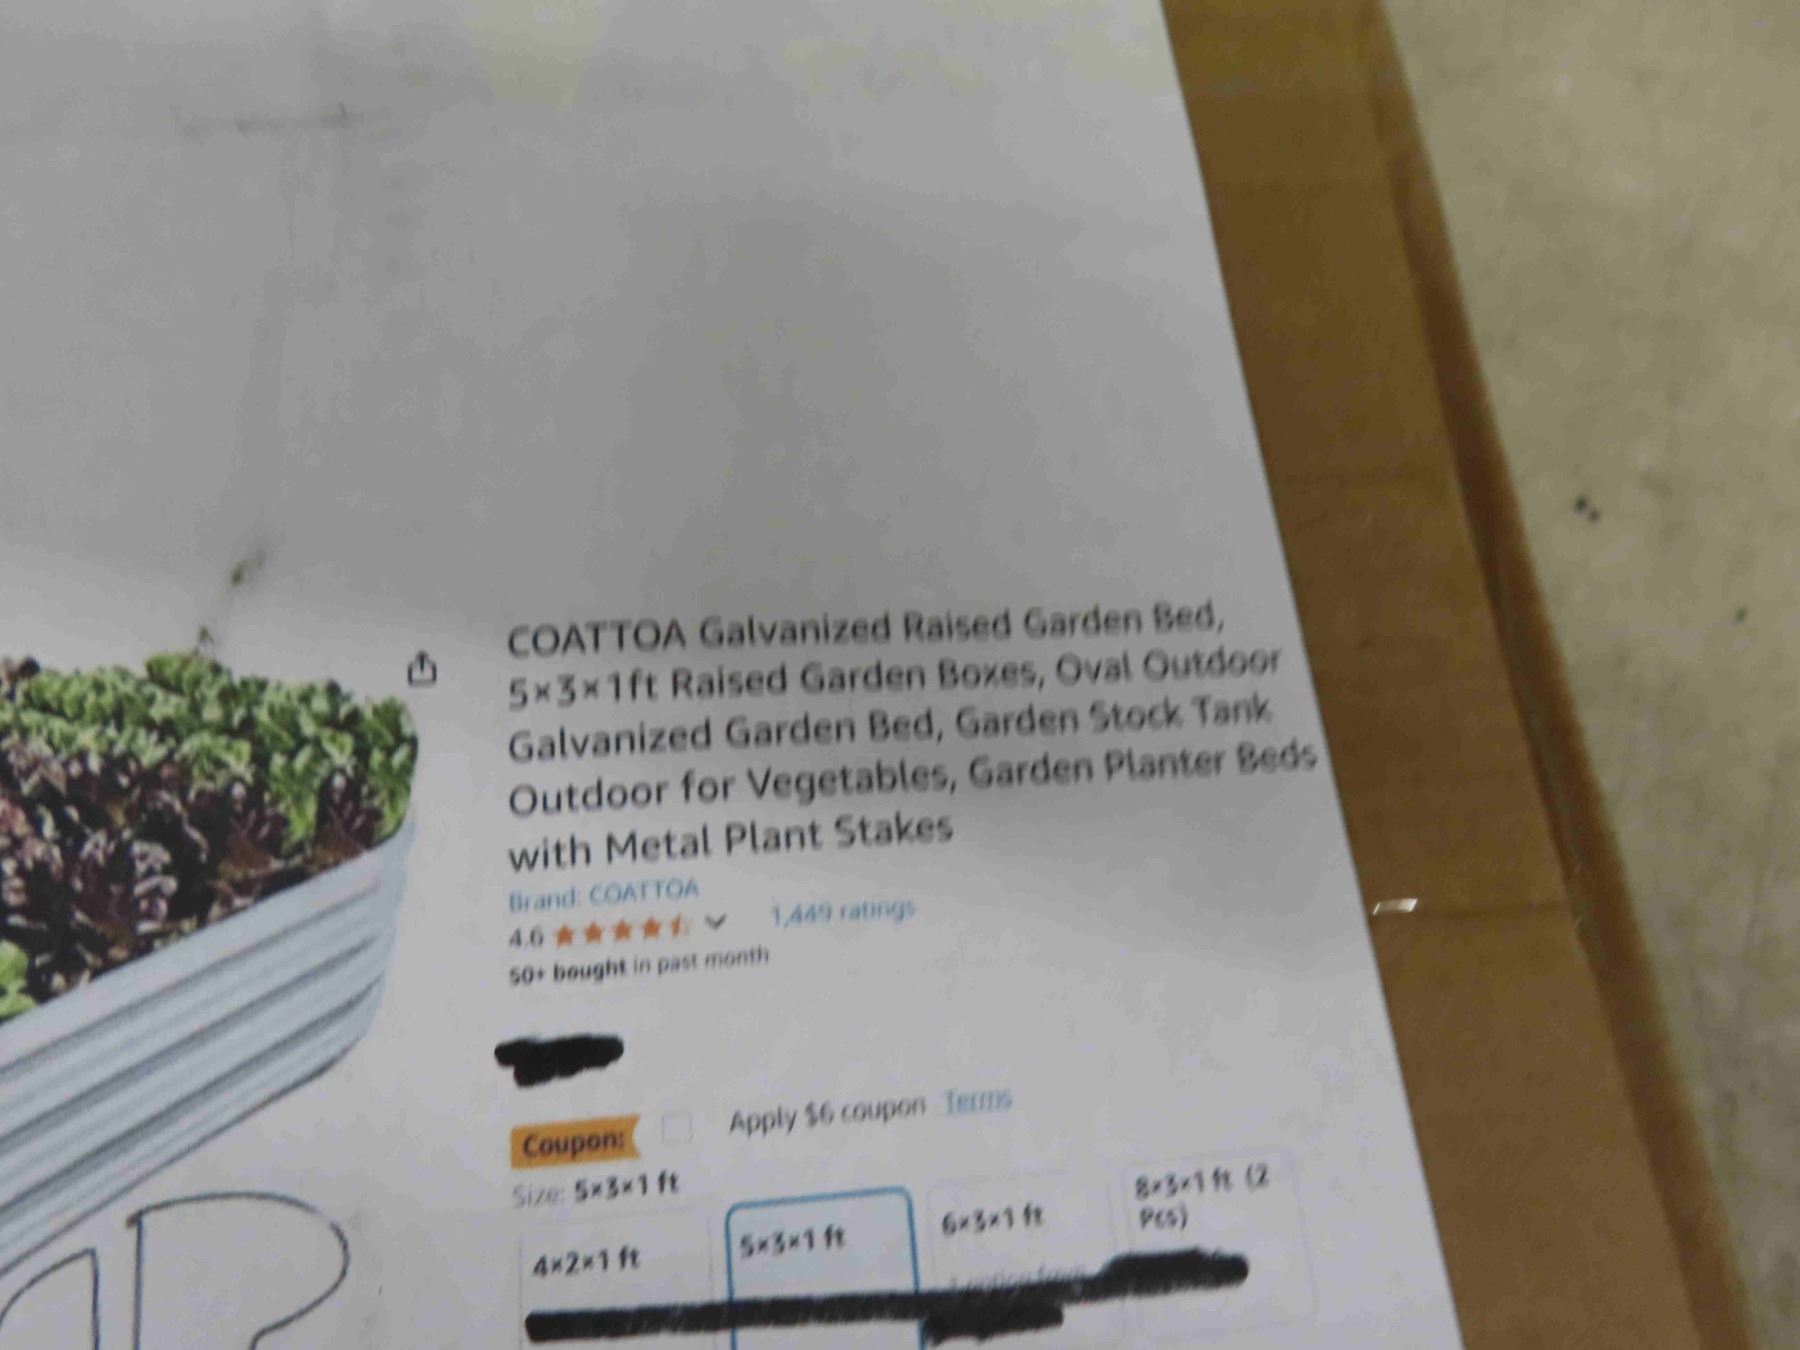 COATTOA Galvanized Raised Garden Bed,
5×3×1ft Raised Garden Boxes, Oval Outdoor
Galvanized Garden Bed, Garden Stock Tank
Outdoor for Vegetables, Garden Planter Beds
with Metal Plant Stakes
Brand: COATTOA
4.6 1,449 ratings
50+ bought in past month
Coupon: Apply $6 coupon Terms
Size: 5×3×1 ft
4×2×1 ft
5×3×1 ft
6×3×1 ft
8×3×1 ft (2
Pcs)